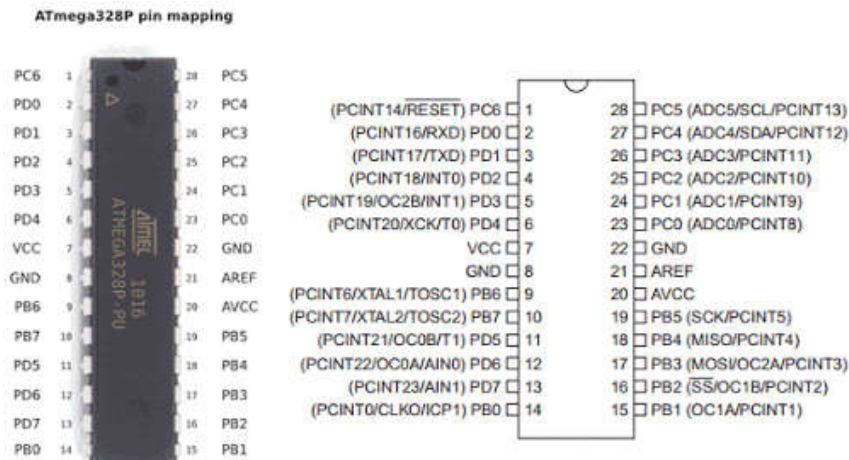 ATmega328P pin mapping
PC6 1 28 PC5
PD0 2 27 PC4
PD1 3 26 PC3
PD2 4 25 PC2
PD3 5 24 PC1
PD4 6 23 PC0
VCC 7 22 GND
GND 8 21 AREF
PB6 9 20 AVCC
PB7 10 19 PB5
PD5 11 18 PB4
PD6 12 17 PB3
PD7 13 16 PB2
PB0 14 15 PB1
ATMEL
ATMEGA328P-PU
1016
(PCINT14/RESET) PC6 1 28 PC5 (ADC5/SCL/PCINT13)
(PCINT16/RXD) PD0 2 27 PC4 (ADC4/SDA/PCINT12)
(PCINT17/TXD) PD1 3 26 PC3 (ADC3/PCINT11)
(PCINT18/INT0) PD2 4 25 PC2 (ADC2/PCINT10)
(PCINT19/OC2B/INT1) PD3 5 24 PC1 (ADC1/PCINT9)
(PCINT20/XCK/T0) PD4 6 23 PC0 (ADC0/PCINT8)
VCC 7 22 GND
GND 8 21 AREF
(PCINT6/XTAL1/TOSC1) PB6 9 20 AVCC
(PCINT7/XTAL2/TOSC2) PB7 10 19 PB5 (SCK/PCINT5)
(PCINT21/OC0B/T1) PD5 11 18 PB4 (MISO/PCINT4)
(PCINT22/OC0A/AIN0) PD6 12 17 PB3 (MOSI/OC2A/PCINT3)
(PCINT23/AIN1) PD7 13 16 PB2 (SS/OC1B/PCINT2)
(PCINT0/CLKO/ICP1) PB0 14 15 PB1 (OC1A/PCINT1)